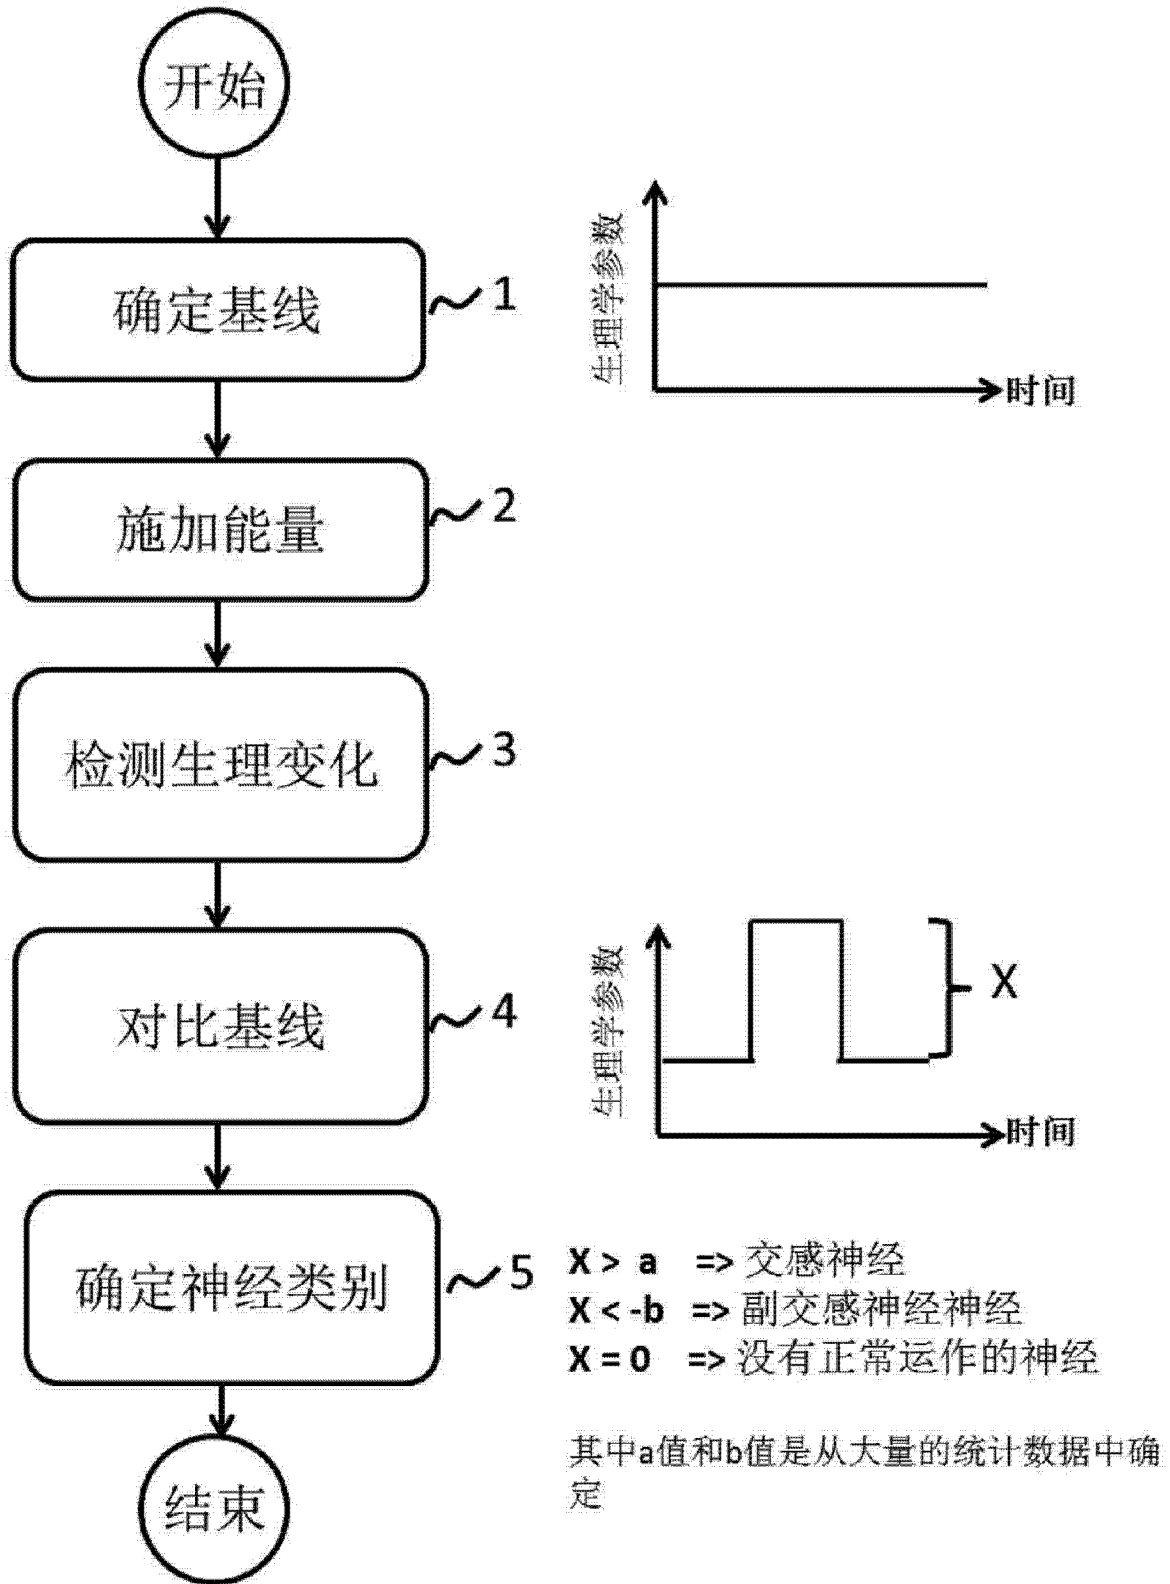 开始
确定基线
1
生理学参数
时间
施加能量
2
检测生理变化
3
对比基线
4
生理学参数
X
时间
确定神经类别
5
X > a => 交感神经
X < -b => 副交感神经神经
X = 0 => 没有正常运作的神经
其中a值和b值是从大量的统计数据中确
定
结束